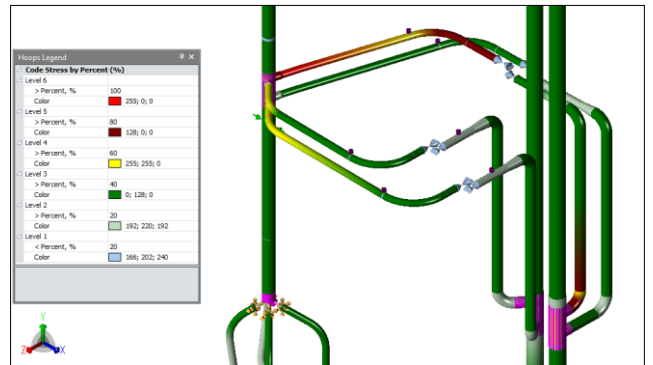 Hoops Legend
Code Stress by Percent (%)
Level 6
> Percent, % 100
Color 255; 0; 0
Level 5
> Percent, % 80
Color 128; 0; 0
Level 4
> Percent, % 60
Color 255; 255; 0
Level 3
> Percent, % 40
Color 0; 128; 0
Level 2
> Percent, % 20
Color 192; 220; 192
Level 1
< Percent, % 20
Color 166; 202; 240
Y
Z X